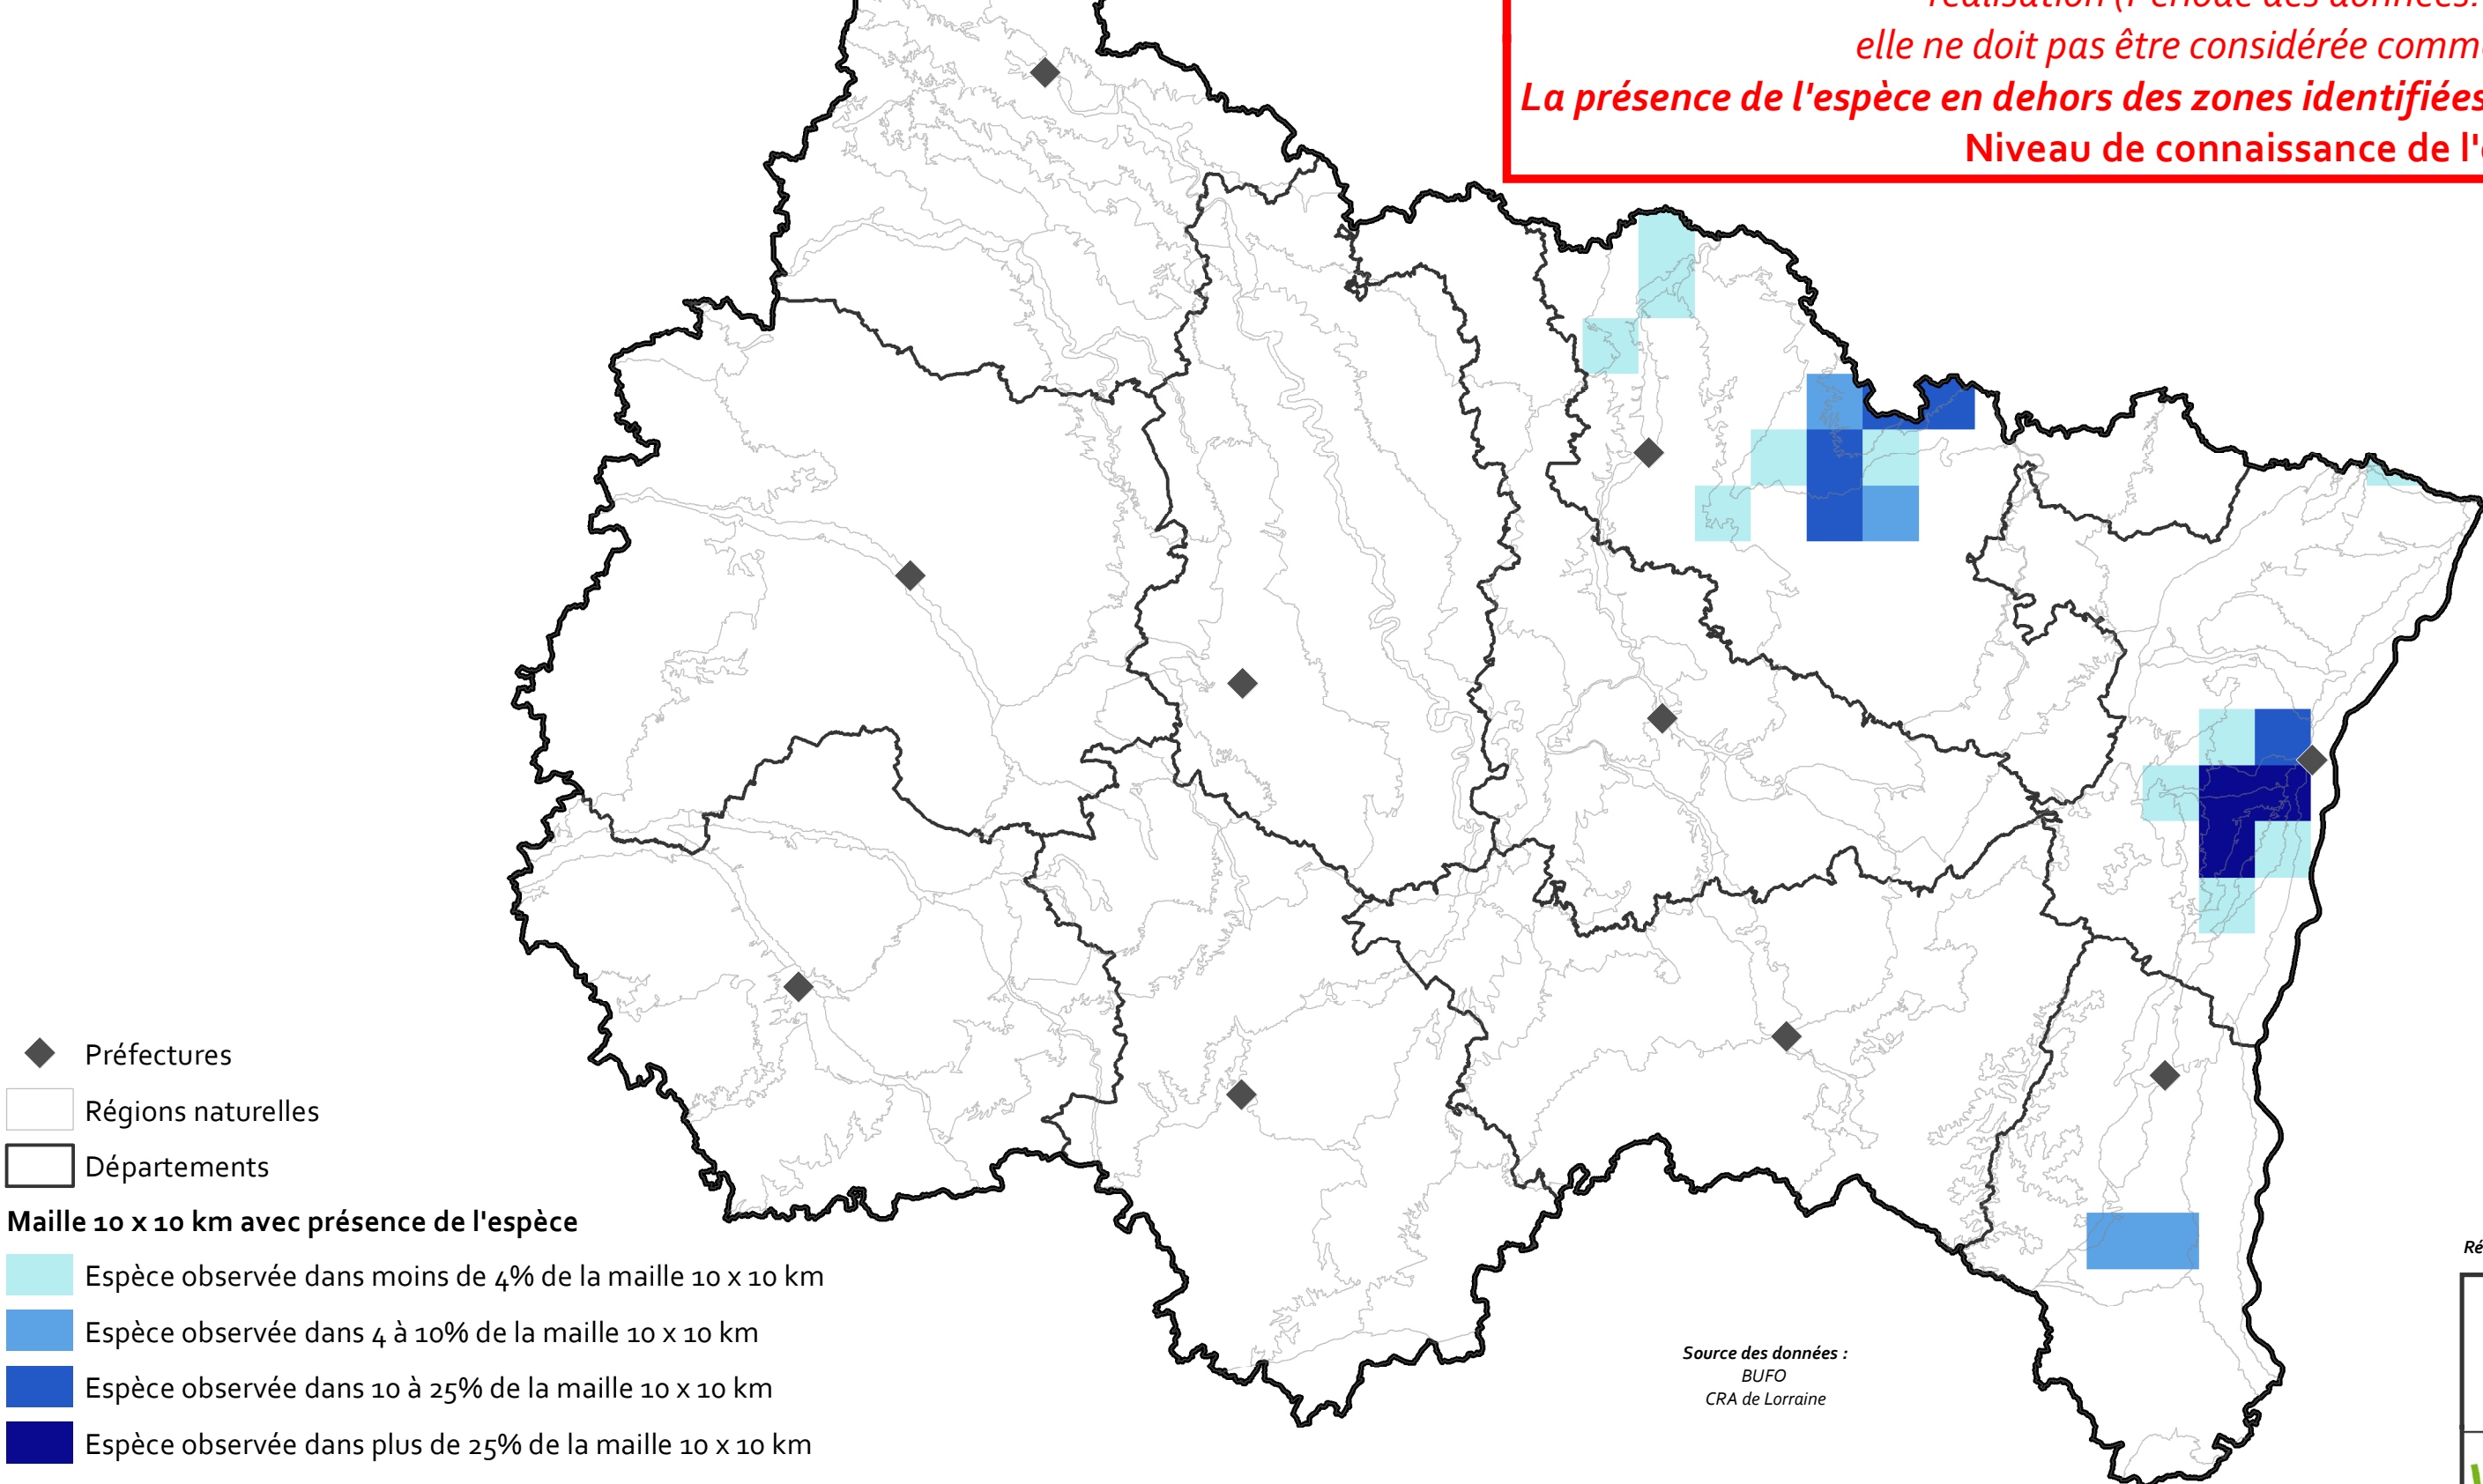 elle ne doit pas être considérée comme
La présence de l'espèce en dehors des zones identifiées
Niveau de connaissance de l'
Préfectures
Régions naturelles
Départements
Maille 10 x 10 km avec présence de l'espèce
Espèce observée dans moins de 4% de la maille 10 x 10 km
Espèce observée dans 4 à 10% de la maille 10 x 10 km
Espèce observée dans 10 à 25% de la maille 10 x 10 km
Espèce observée dans plus de 25% de la maille 10 x 10 km
Source des données :
BUFO
CRA de Lorraine
Ré